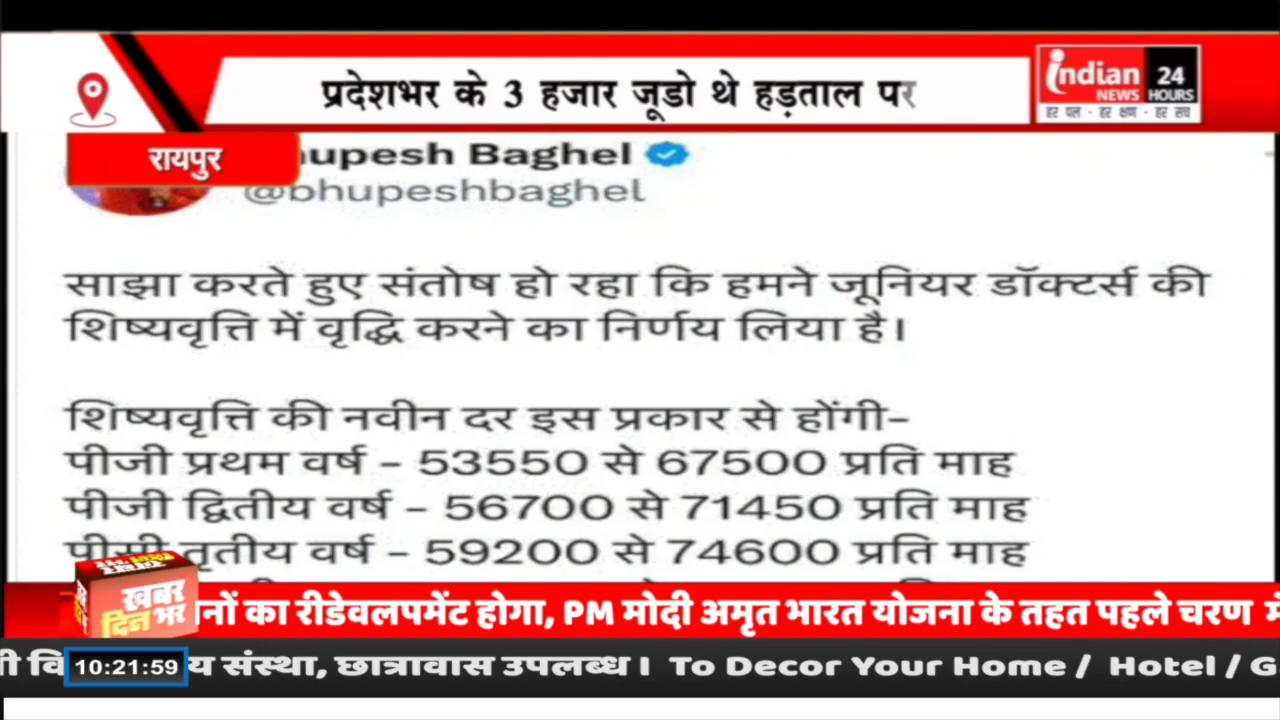 प्रदेशभर के 3 हजार जूडो थे हड़ताल पर
indian
NEWS
24
HOURS
हर पल - हर क्षण - हर सच
रायपुर
hupesh Baghel
@bhupeshbaghel
साझा करते हुए संतोष हो रहा कि हमने जूनियर डॉक्टर्स की
शिष्यवृत्ति में वृद्धि करने का निर्णय लिया है।
शिष्यवृत्ति की नवीन दर इस प्रकार से होंगी-
पीजी प्रथम वर्ष - 53550 से 67500 प्रति माह
पीजी द्वितीय वर्ष - 56700 से 71450 प्रति माह
पीजी तृतीय वर्ष - 59200 से 74600 प्रति माह
खबर
दिन भर
नों का रीडेवलपमेंट होगा, PM मोदी अमृत भारत योजना के तहत पहले चरण
10:21:59
य संस्था, छात्रावास उपलब्ध। To Decor Your Home / Hotel / G